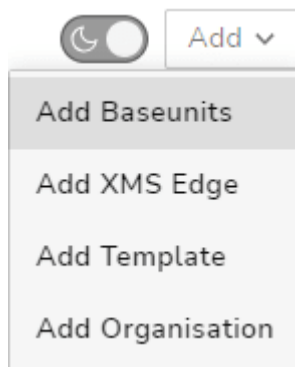 Add
Add Baseunits
Add XMS Edge
Add Template
Add Organisation